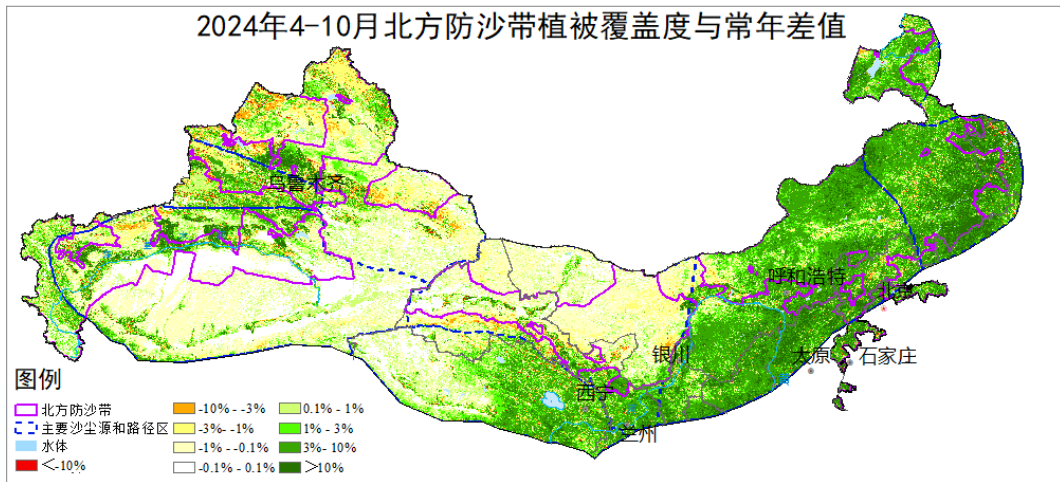 2024年4-10月北方防沙带植被覆盖度与常年差值
乌鲁木齐
呼和浩特
北京
银川
太原
石家庄
西宁
兰州
图例
北方防沙带
主要沙尘源和路径区
水体
<-10%
-10% - -3%
-3% - -1%
-1% - -0.1%
-0.1% - 0.1%
0.1% - 1%
1% - 3%
3% - 10%
>10%